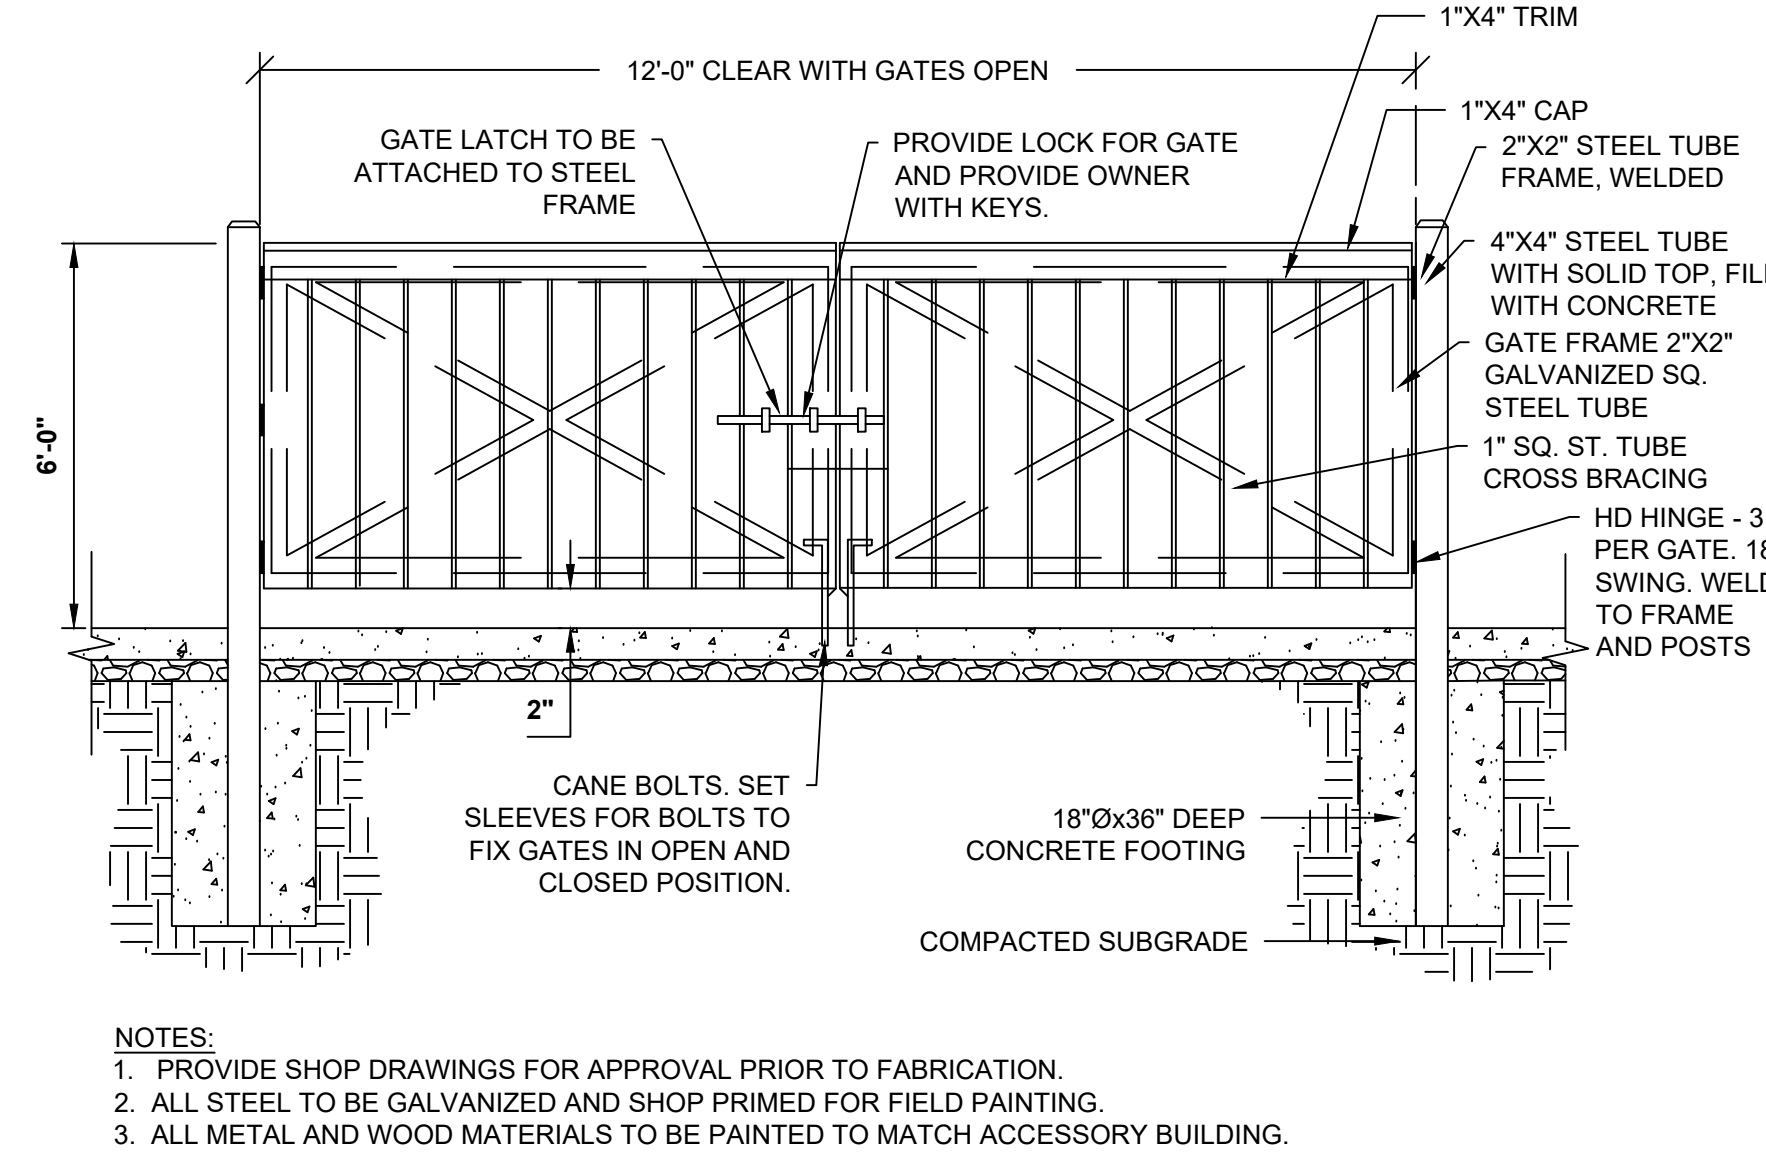 1"X4" TRIM
12'-0" CLEAR WITH GATES OPEN
1"X4" CAP
GATE LATCH TO BE
ATTACHED TO STEEL
FRAME
PROVIDE LOCK FOR GATE
AND PROVIDE OWNER
WITH KEYS.
2"X2" STEEL TUBE
FRAME, WELDED
4"X4" STEEL TUBE
WITH SOLID TOP, FIL
WITH CONCRETE
GATE FRAME 2"X2"
GALVANIZED SQ.
STEEL TUBE
6'-0"
1" SQ. ST. TUBE
CROSS BRACING
HD HINGE - 3
PER GATE. 18
SWING. WELD
TO FRAME
AND POSTS
2"
CANE BOLTS. SET
SLEEVES FOR BOLTS TO
FIX GATES IN OPEN AND
CLOSED POSITION.
18"Øx36" DEEP
CONCRETE FOOTING
COMPACTED SUBGRADE
NOTES:
1. PROVIDE SHOP DRAWINGS FOR APPROVAL PRIOR TO FABRICATION.
2. ALL STEEL TO BE GALVANIZED AND SHOP PRIMED FOR FIELD PAINTING.
3. ALL METAL AND WOOD MATERIALS TO BE PAINTED TO MATCH ACCESSORY BUILDING.